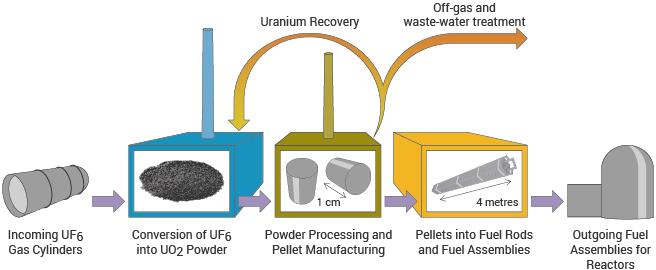 Uranium Recovery
Off-gas and
waste-water treatment
1 cm
4 metres
Incoming UF6
Gas Cylinders
Conversion of UF6
into UO2 Powder
Powder Processing and
Pellet Manufacturing
Pellets into Fuel Rods
and Fuel Assemblies
Outgoing Fuel
Assemblies for
Reactors